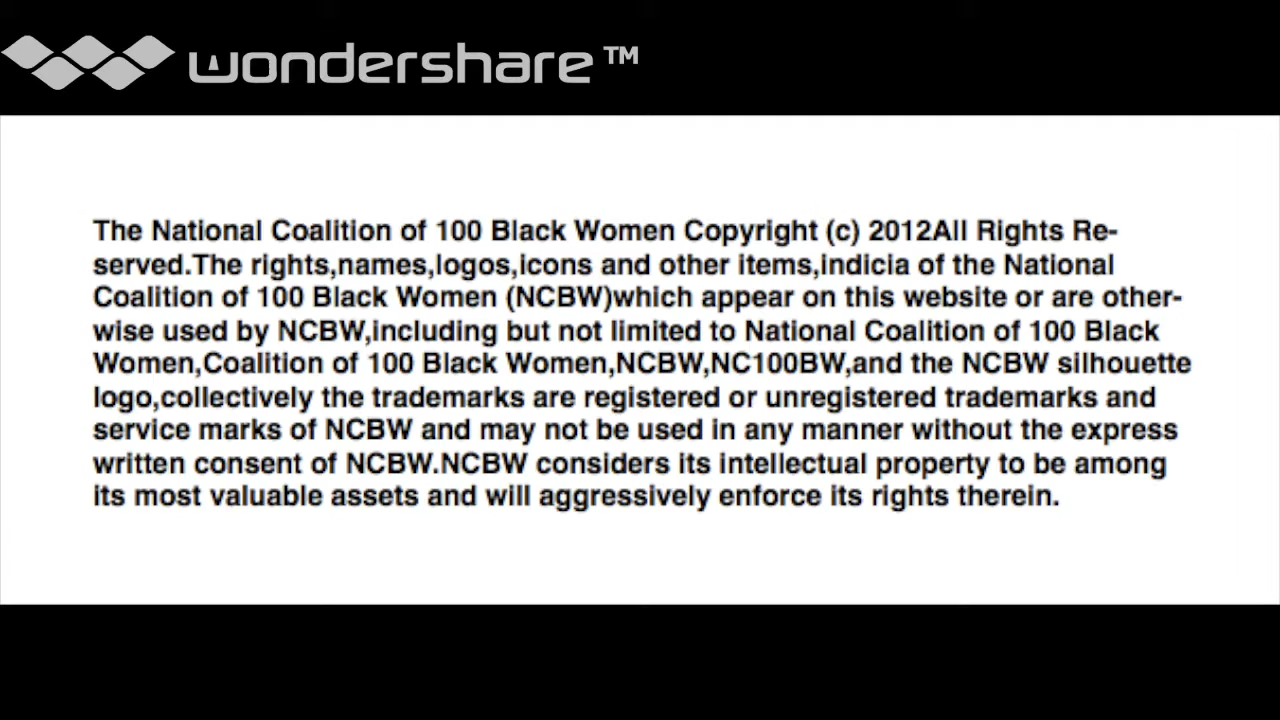 wondershare™
The National Coalition of 100 Black Women Copyright (c) 2012All Rights Re-
served.The rights,names,logos,icons and other items,indicia of the National
Coalition of 100 Black Women (NCBW)which appear on this website or are other-
wise used by NCBW,including but not limited to National Coalition of 100 Black
Women,Coalition of 100 Black Women,NCBW,NC100BW,and the NCBW silhouette
logo,collectively the trademarks are registered or unregistered trademarks and
service marks of NCBW and may not be used in any manner without the express
written consent of NCBW.NCBW considers its intellectual property to be among
its most valuable assets and will aggressively enforce its rights therein.